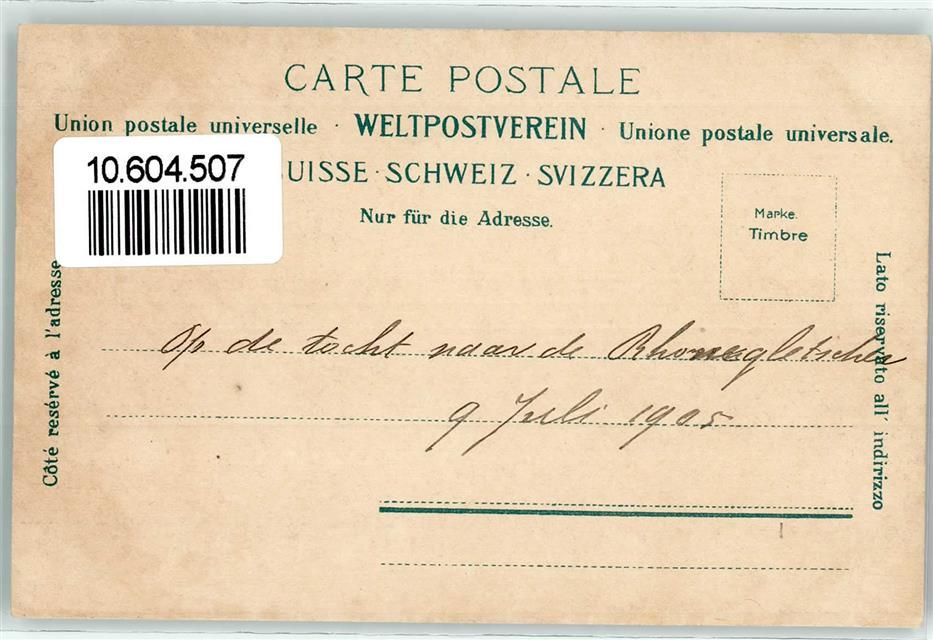 CARTE POSTALE
Union postale universelle · WELTPOSTVEREIN · Unione postale universale.
10.604.507
UISSE · SCHWEIZ · SVIZZERA
Nur für die Adresse.
Marke.
Timbre
Côté resérvé à l'adresse
Lato riservato all' indirizzo
Op de tocht naar de Rhonegletscher
9 Juli 1905